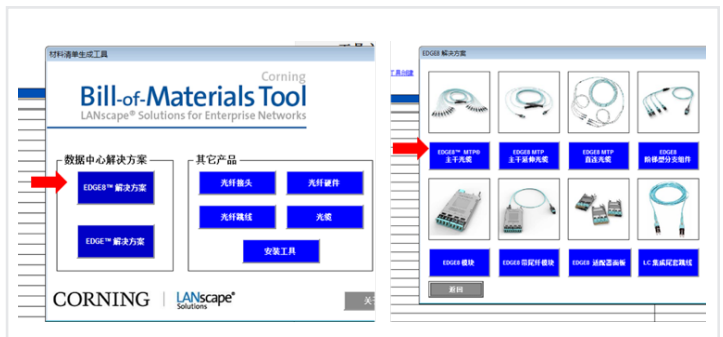 材料清单生成工具
Corning
Bill-of-Materials Tool
LANscape® Solutions for Enterprise Networks
数据中心解决方案
EDGE8™ 解决方案
EDGE™ 解决方案
其它产品
光纤接头
光纤硬件
光纤跳线
光缆
安装工具
CORNING
LANscape®
Solutions
关
具创建
EDGE8 解决方案
EDGE8™ MTP®
主干光缆
EDGE8 MTP
主干延伸光缆
EDGE8 MTP
直连光缆
EDGE8
阶梯型分支组件
EDGE8 模块
EDGE8 带尾纤模块
EDGE8 适配器面板
LC 集成尾套跳线
返回